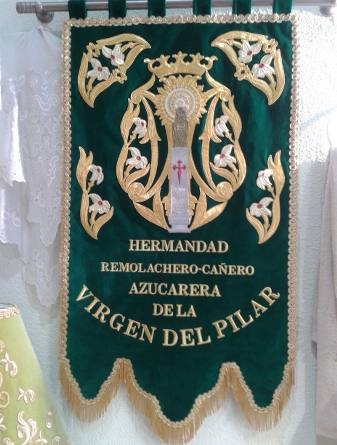 HERMANDAD
REMOLACHERO-CAÑERO
AZUCARERA
DE LA
VIRGEN DEL PILAR